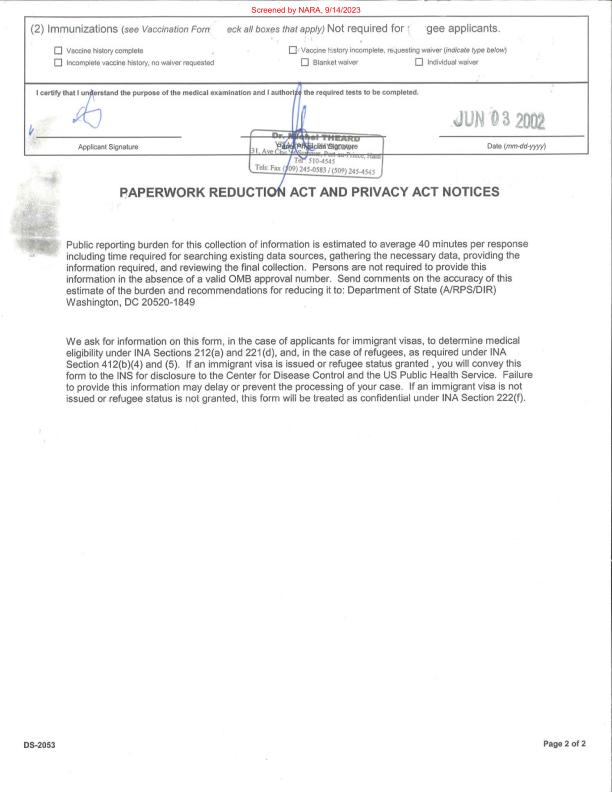 Screened by NARA, 9/14/2023
(2) Immunizations (see Vaccination Form eck all boxes that apply) Not required for gee applicants.
☐ Vaccine history complete
☐ Vaccine history incomplete, requesting waiver (indicate type below)
☐ Incomplete vaccine history, no waiver requested
☐ Blanket waiver
☐ Individual waiver
I certify that I understand the purpose of the medical examination and I authorize the required tests to be completed.
JUN 03 2002
Dr. Michel THEARD
Applicant Signature
Panel Physician Signature
Date (mm-dd-yyyy)
31, Ave Port-au-Prince, Haiti
Tel: 510-4545
Tels: Fax (509) 245-0583 / (509) 245-4545
PAPERWORK REDUCTION ACT AND PRIVACY ACT NOTICES
Public reporting burden for this collection of information is estimated to average 40 minutes per response
including time required for searching existing data sources, gathering the necessary data, providing the
information required, and reviewing the final collection. Persons are not required to provide this
information in the absence of a valid OMB approval number. Send comments on the accuracy of this
estimate of the burden and recommendations for reducing it to: Department of State (A/RPS/DIR)
Washington, DC 20520-1849
We ask for information on this form, in the case of applicants for immigrant visas, to determine medical
eligibility under INA Sections 212(a) and 221(d), and, in the case of refugees, as required under INA
Section 412(b)(4) and (5). If an immigrant visa is issued or refugee status granted , you will convey this
form to the INS for disclosure to the Center for Disease Control and the US Public Health Service. Failure
to provide this information may delay or prevent the processing of your case. If an immigrant visa is not
issued or refugee status is not granted, this form will be treated as confidential under INA Section 222(f).
DS-2053
Page 2 of 2